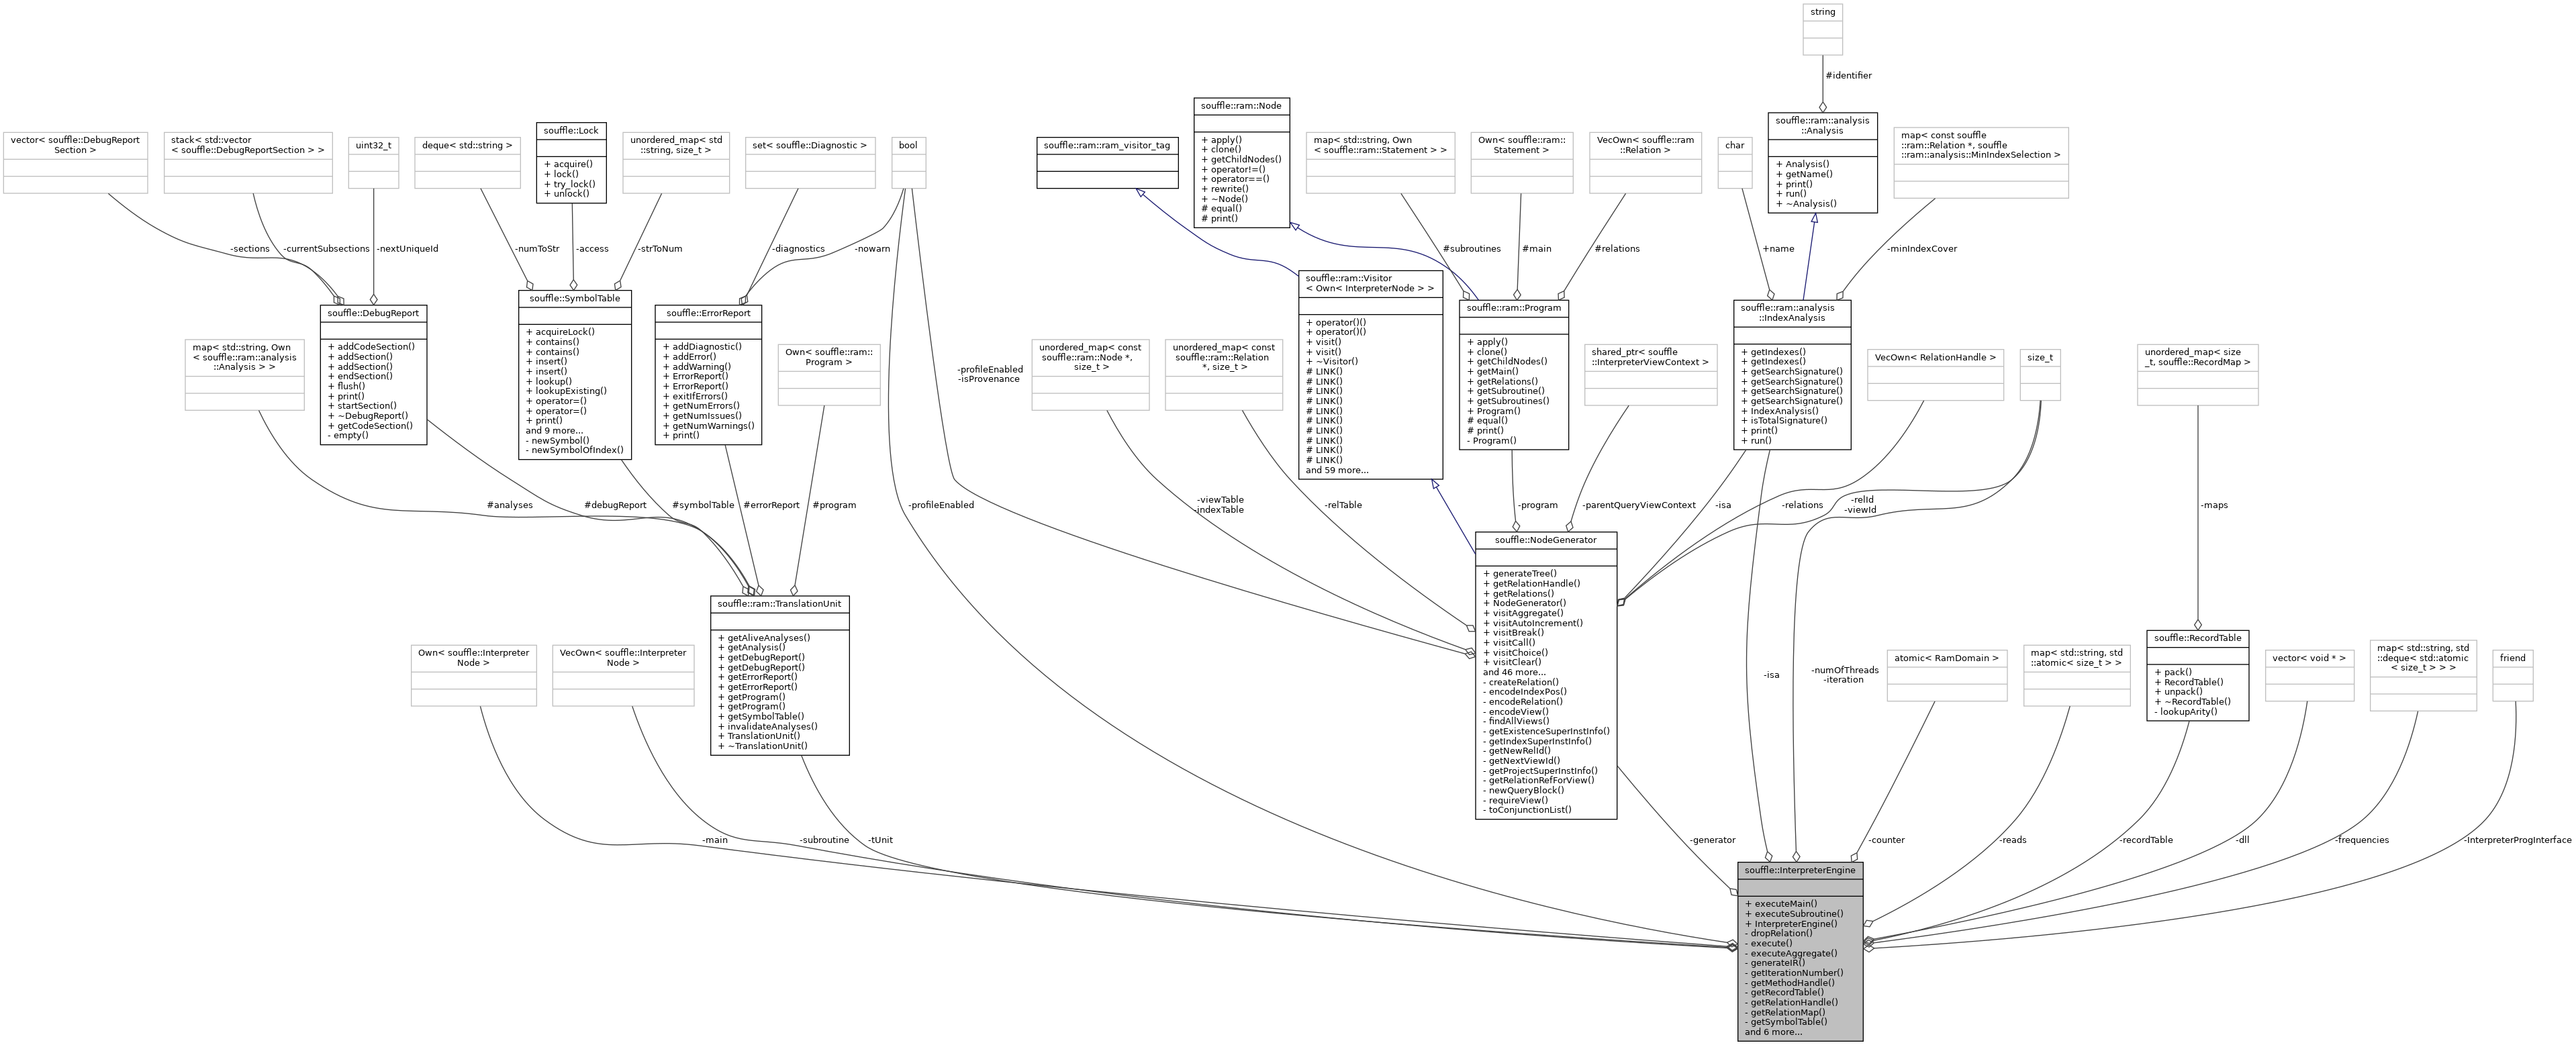 string
#identifier
souffle::ram::Node
+ apply()
+ clone()
+ getChildNodes()
+ operator!=()
+ operator==()
+ rewrite()
+ ~Node()
# equal()
# print()
souffle::ram::analysis
::Analysis
+ Analysis()
+ getName()
+ print()
+ run()
+ ~Analysis()
vector< souffle::DebugReport
Section >
stack< std::vector
< souffle::DebugReportSection > >
uint32_t
deque< std::string >
souffle::Lock
+ acquire()
+ lock()
+ try_lock()
+ unlock()
unordered_map< std
::string, size_t >
set< souffle::Diagnostic >
bool
souffle::ram::ram_visitor_tag
map< std::string, Own
< souffle::ram::Statement > >
Own< souffle::ram::
Statement >
VecOwn< souffle::ram
::Relation >
char
map< const souffle
::ram::Relation *, souffle
::ram::analysis::MinIndexSelection >
-sections
-currentSubsections
-nextUniqueId
-numToStr
-access
-strToNum
-diagnostics
-nowarn
#subroutines
#main
#relations
+name
-minIndexCover
map< std::string, Own
< souffle::ram::analysis
::Analysis > >
souffle::DebugReport
+ addCodeSection()
+ addSection()
+ addSection()
+ endSection()
+ flush()
+ print()
+ startSection()
+ ~DebugReport()
+ getCodeSection()
- empty()
souffle::SymbolTable
+ acquireLock()
+ contains()
+ contains()
+ insert()
+ insert()
+ lookup()
+ lookupExisting()
+ operator=()
+ operator=()
+ print()
and 9 more...
- newSymbol()
- newSymbolOfIndex()
souffle::ErrorReport
+ addDiagnostic()
+ addError()
+ addWarning()
+ ErrorReport()
+ ErrorReport()
+ exitIfErrors()
+ getNumErrors()
+ getNumIssues()
+ getNumWarnings()
+ print()
Own< souffle::ram::
Program >
-profileEnabled
-isProvenance
unordered_map< const
souffle::ram::Node *,
size_t >
unordered_map< const
souffle::ram::Relation
*, size_t >
souffle::ram::Visitor
< Own< InterpreterNode > >
+ operator()()
+ operator()()
+ visit()
+ visit()
+ ~Visitor()
# LINK()
# LINK()
# LINK()
# LINK()
# LINK()
# LINK()
# LINK()
# LINK()
# LINK()
# LINK()
and 59 more...
souffle::ram::Program
+ apply()
+ clone()
+ getChildNodes()
+ getMain()
+ getRelations()
+ getSubroutine()
+ getSubroutines()
+ Program()
# equal()
# print()
- Program()
shared_ptr< souffle
::InterpreterViewContext >
souffle::ram::analysis
::IndexAnalysis
+ getIndexes()
+ getIndexes()
+ getSearchSignature()
+ getSearchSignature()
+ getSearchSignature()
+ getSearchSignature()
+ IndexAnalysis()
+ isTotalSignature()
+ print()
+ run()
VecOwn< RelationHandle >
size_t
unordered_map< size
_t, souffle::RecordMap >
#analyses
#debugReport
#symbolTable
#errorReport
#program
-profileEnabled
-viewTable
-indexTable
-relTable
-program
-parentQueryViewContext
-isa
-relations
-relId
-viewId
-maps
souffle::ram::TranslationUnit
+ getAliveAnalyses()
+ getAnalysis()
+ getDebugReport()
+ getDebugReport()
+ getErrorReport()
+ getErrorReport()
+ getProgram()
+ getProgram()
+ getSymbolTable()
+ invalidateAnalyses()
+ TranslationUnit()
+ ~TranslationUnit()
souffle::NodeGenerator
+ generateTree()
+ getRelationHandle()
+ getRelations()
+ NodeGenerator()
+ visitAggregate()
+ visitAutoIncrement()
+ visitBreak()
+ visitCall()
+ visitChoice()
+ visitClear()
and 46 more...
- createRelation()
- encodeIndexPos()
- encodeRelation()
- encodeView()
- findAllViews()
- getExistenceSuperInstInfo()
- getIndexSuperInstInfo()
- getNewRelId()
- getNextViewId()
- getProjectSuperInstInfo()
- getRelationRefForView()
- newQueryBlock()
- requireView()
- toConjunctionList()
Own< souffle::Interpreter
Node >
VecOwn< souffle::Interpreter
Node >
-isa
-numOfThreads
-iteration
atomic< RamDomain >
map< std::string, std
::atomic< size_t > >
souffle::RecordTable
+ pack()
+ RecordTable()
+ unpack()
+ ~RecordTable()
- lookupArity()
vector< void * >
map< std::string, std
::deque< std::atomic
< size_t > > >
friend
-main
-subroutine
-tUnit
-generator
-counter
-reads
-recordTable
-dll
-frequencies
-InterpreterProgInterface
souffle::InterpreterEngine
+ executeMain()
+ executeSubroutine()
+ InterpreterEngine()
- dropRelation()
- execute()
- executeAggregate()
- generateIR()
- getIterationNumber()
- getMethodHandle()
- getRecordTable()
- getRelationHandle()
- getRelationMap()
- getSymbolTable()
and 6 more...